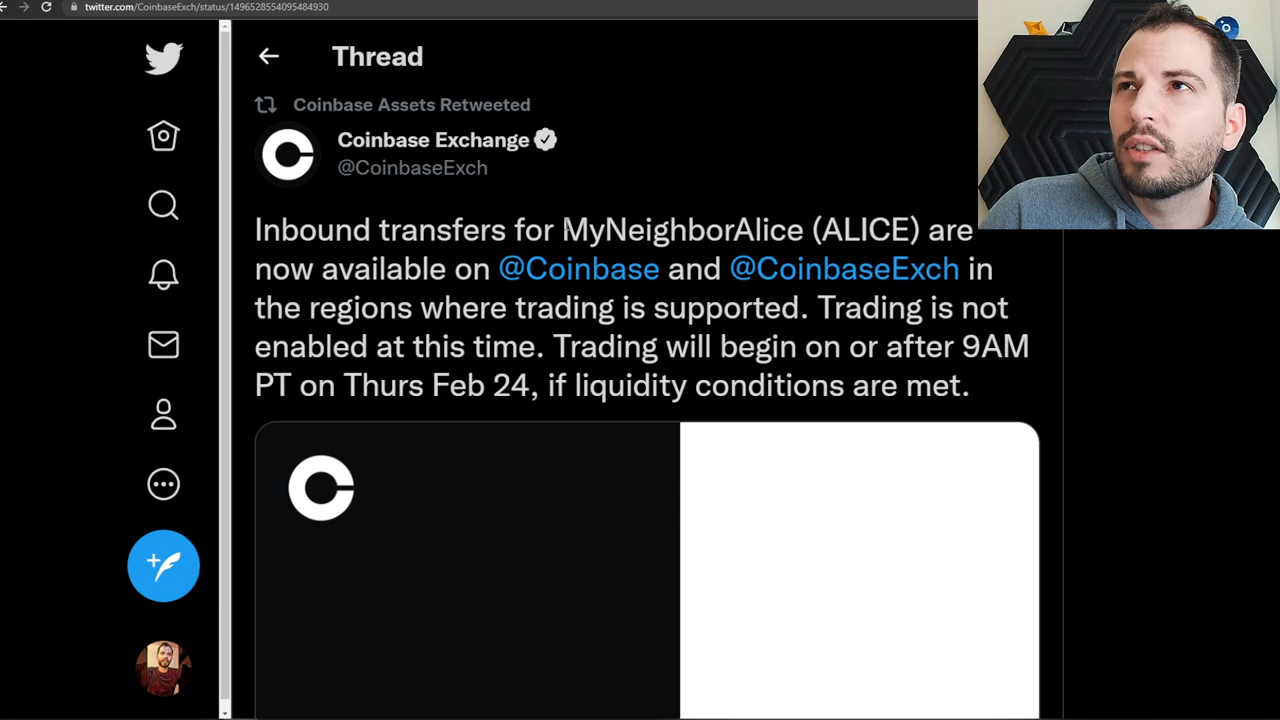 twitter.com/CoinbaseExch/status/1496528554095484930
Thread
Coinbase Assets Retweeted
Coinbase Exchange
@CoinbaseExch
Inbound transfers for MyNeighborAlice (ALICE) are
now available on @Coinbase and @CoinbaseExch in
the regions where trading is supported. Trading is not
enabled at this time. Trading will begin on or after 9AM
PT on Thurs Feb 24, if liquidity conditions are met.